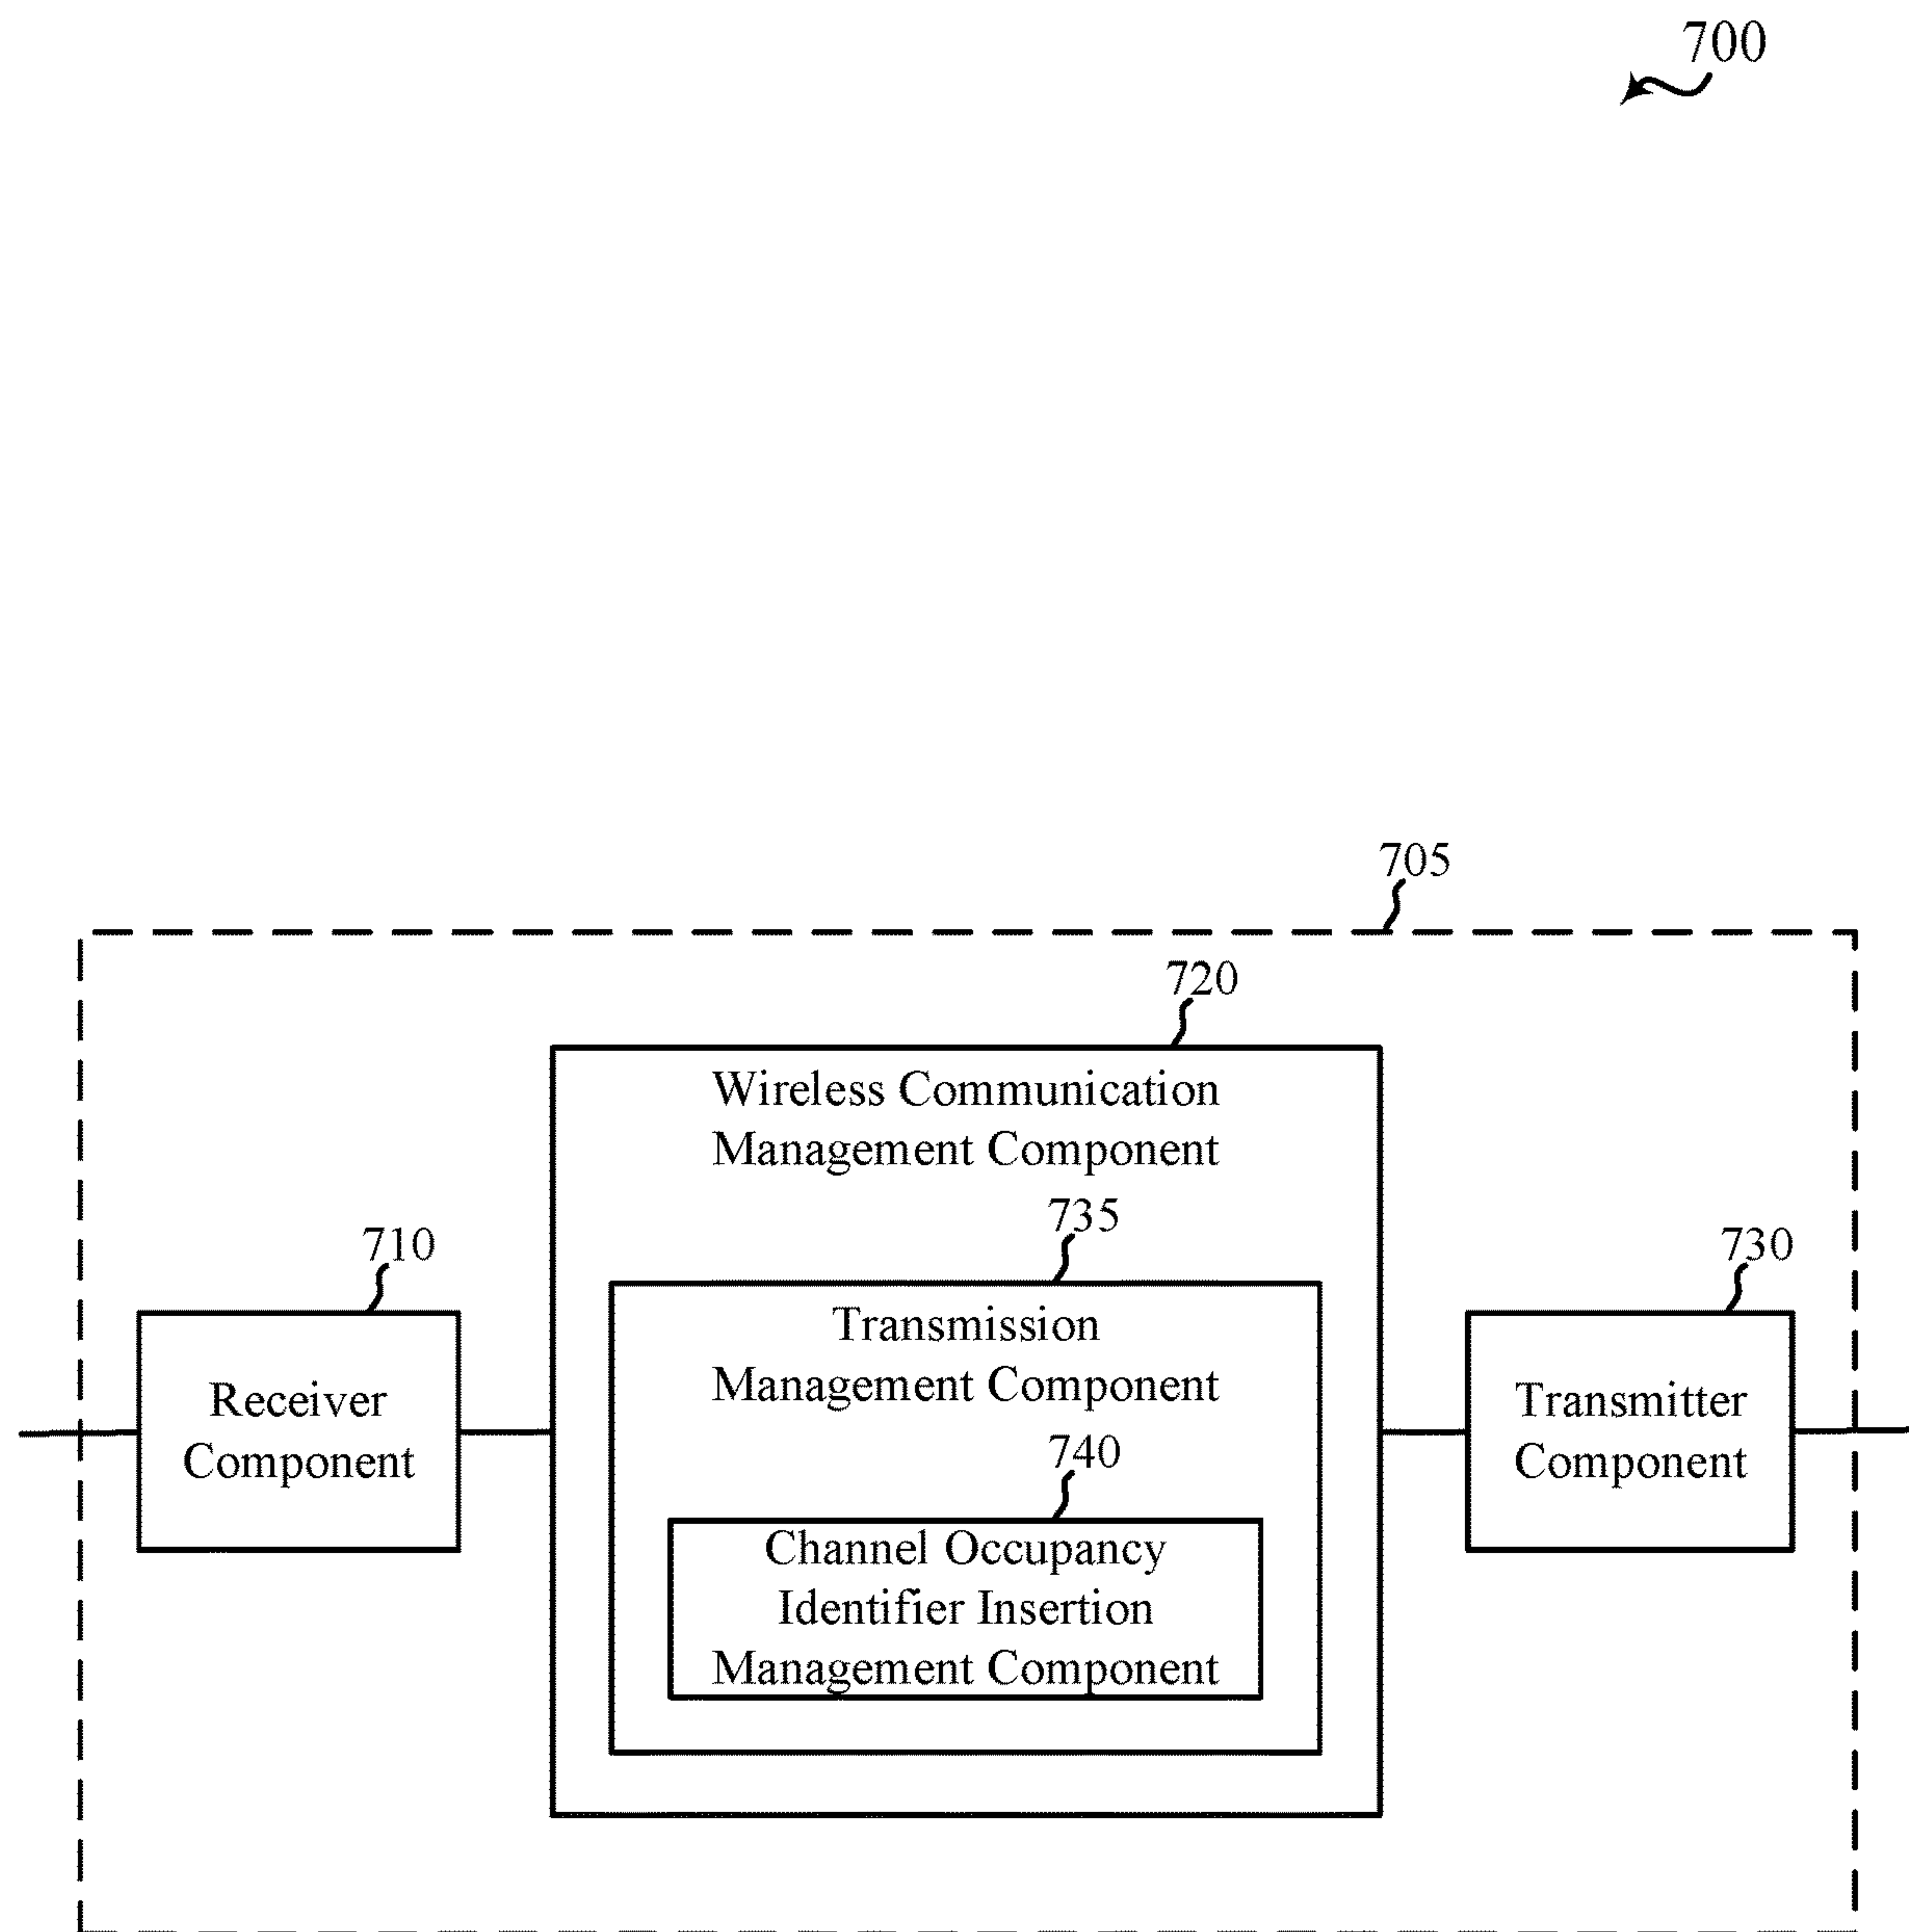 700
705
720
Wireless Communication
Management Component
735
710
730
Transmission
Management Component
Receiver
Component
Transmitter
Component
740
Channel Occupancy
Identifier Insertion
Management Component